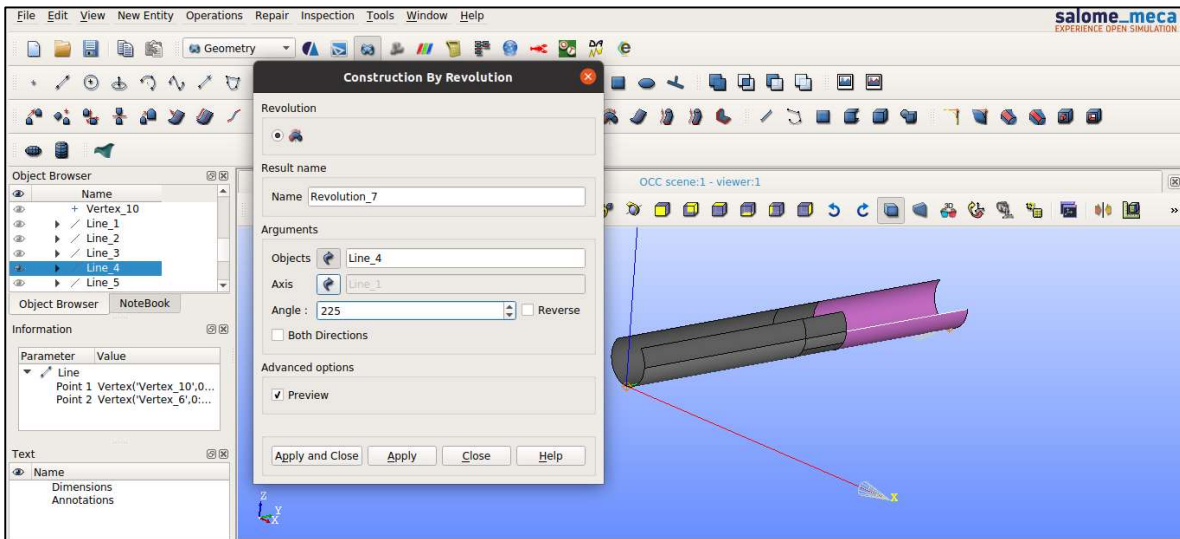 File Edit View New Entity Operations Repair Inspection Tools Window Help
salome_meca
EXPERIENCE OPEN SIMULATION
Geometry
Construction By Revolution
Revolution
Result name
Name Revolution_7
Arguments
Objects Line_4
Axis Line_1
Angle : 225 Reverse
Both Directions
Advanced options
Preview
Apply and Close Apply Close Help
Object Browser
Name
Vertex_10
Line_1
Line_2
Line_3
Line_4
Line_5
Object Browser NoteBook
Information
Parameter Value
Line
Point 1 Vertex('Vertex_10',0...
Point 2 Vertex('Vertex_6',0:...
Text
Name
Dimensions
Annotations
OCC scene:1 - viewer:1
»
X
Z
Y
X